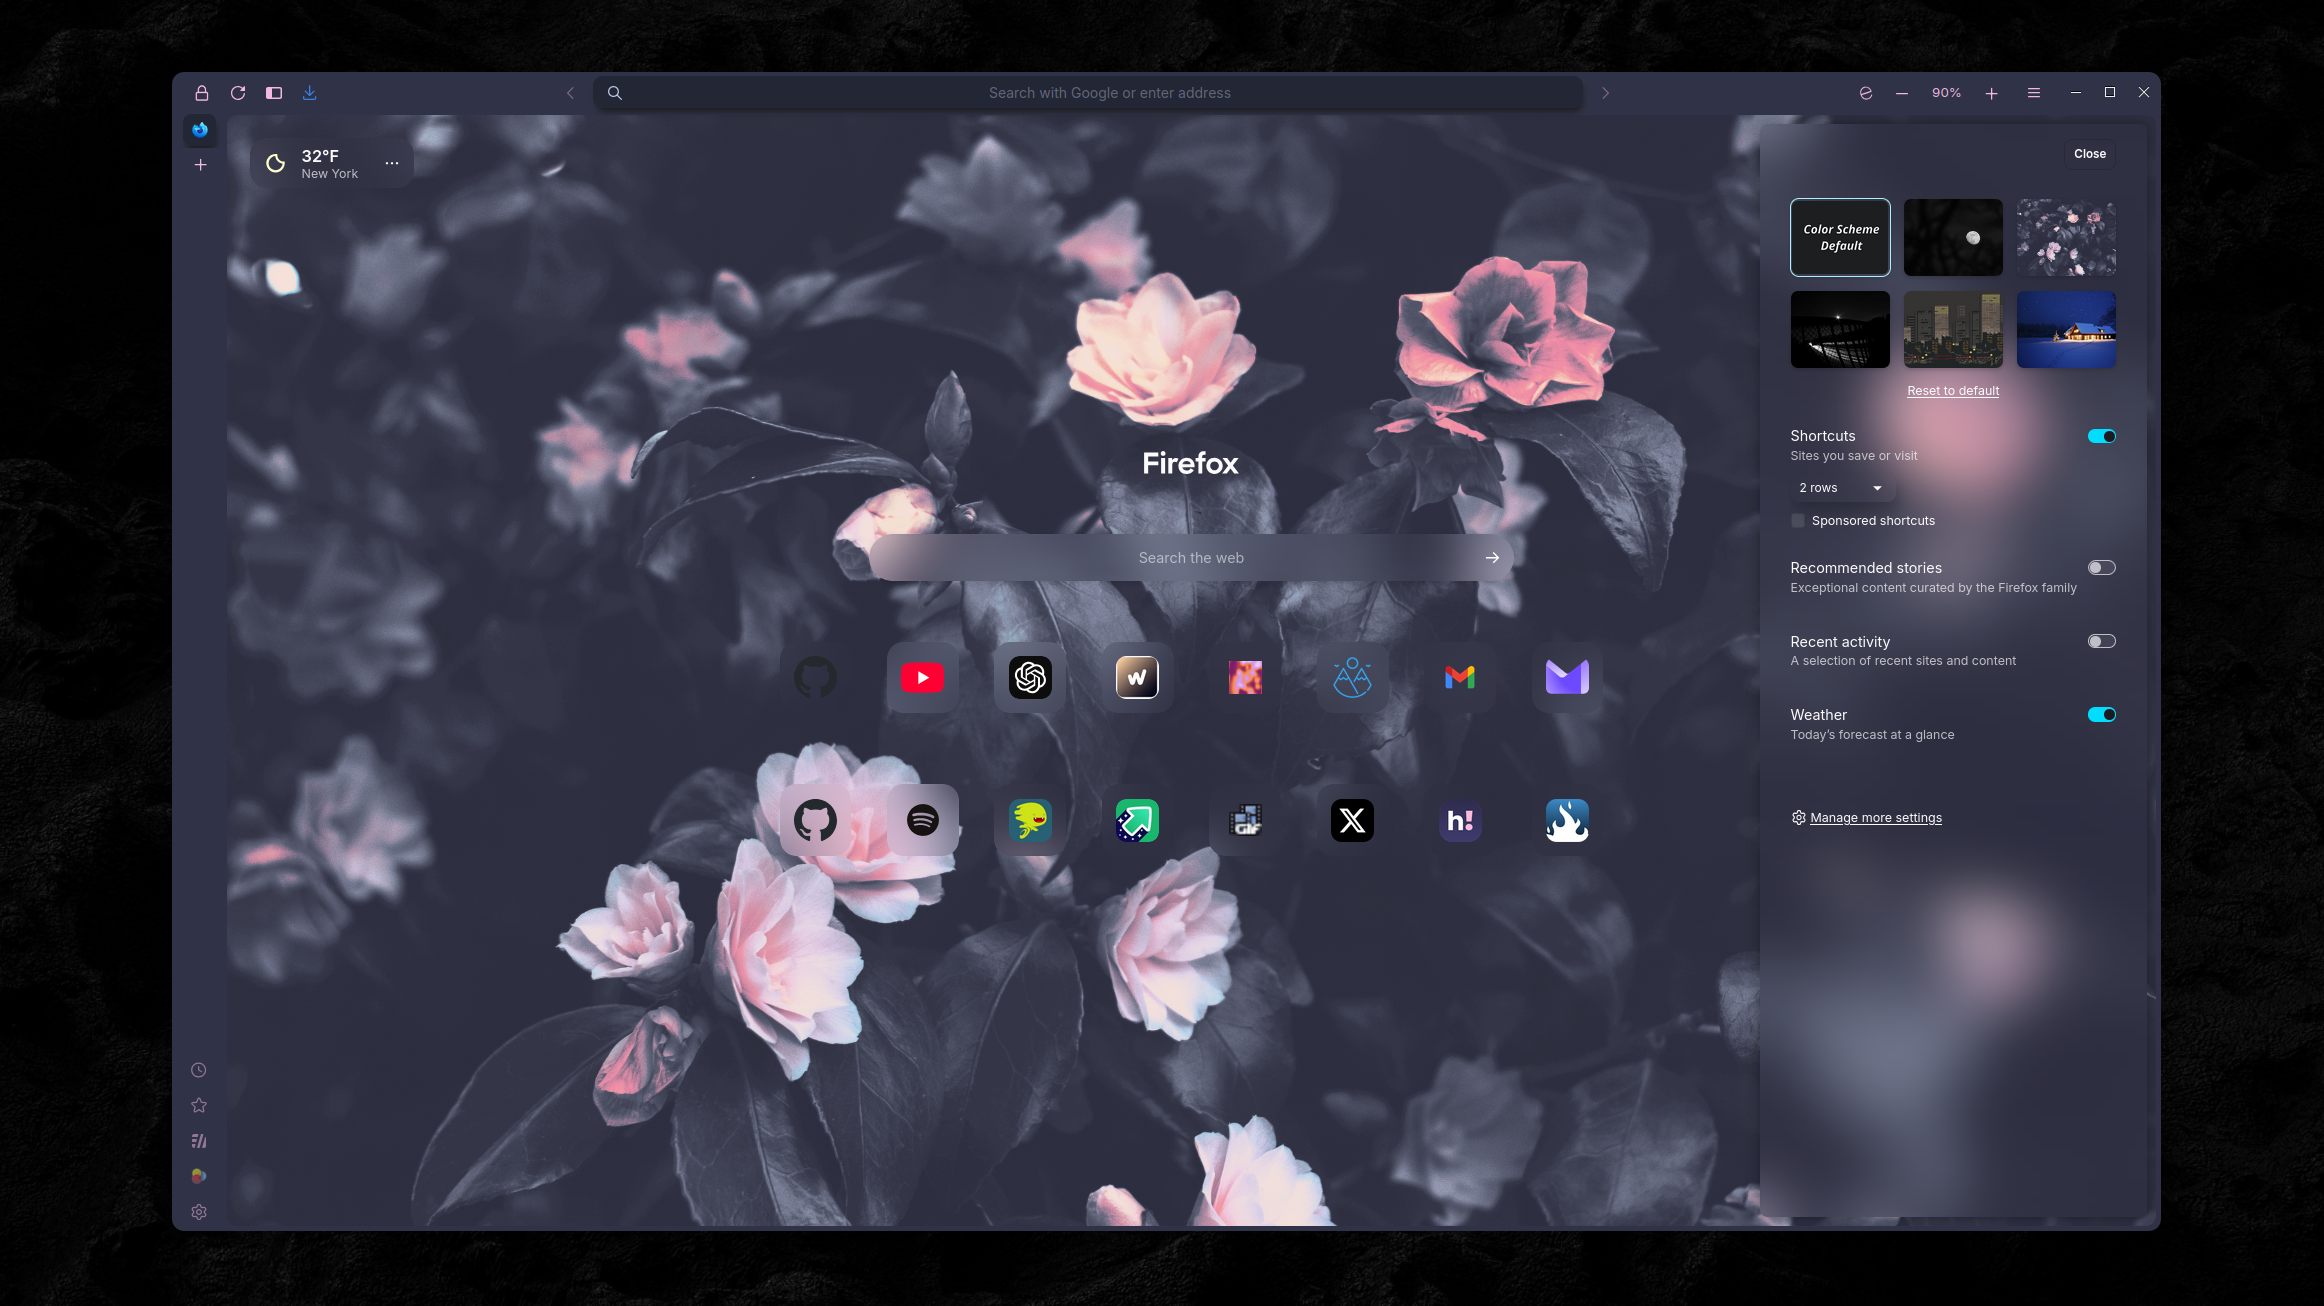 Search with Google or enter address
90%
32°F
New York
Close
Color Scheme
Default
Reset to default
Firefox
Shortcuts
Sites you save or visit
2 rows
Sponsored shortcuts
Search the web
Recommended stories
Exceptional content curated by the Firefox family
Recent activity
A selection of recent sites and content
w
Weather
Today's forecast at a glance
GIF
X
h!
Manage more settings